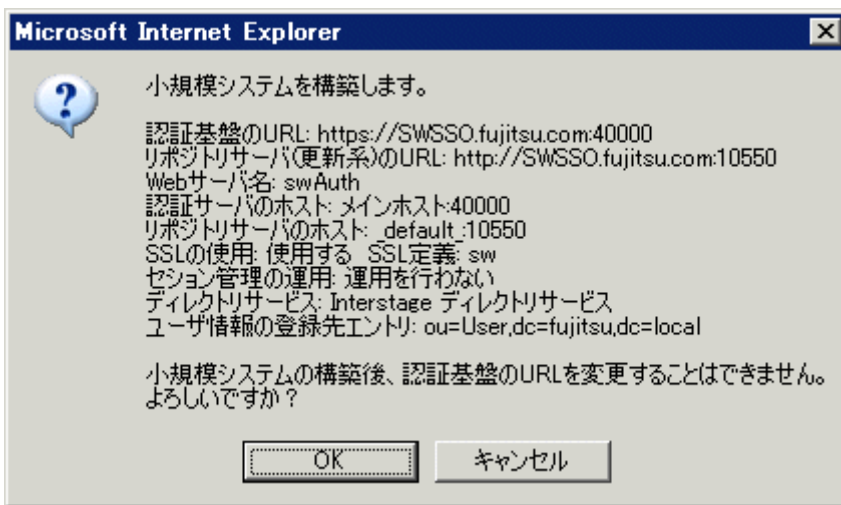 Microsoft Internet Explorer
小規模システムを構築します。
認証基盤のURL: https://SWSSO.fujitsu.com:40000
リポジトリサーバ(更新系)のURL: http://SWSSO.fujitsu.com:10550
Webサーバ名: swAuth
認証サーバのホスト: メインホスト:40000
リポジトリサーバのホスト: _default_:10550
SSLの使用: 使用する SSL定義: sw
セション管理の運用: 運用を行わない
ディレクトリサービス: Interstage ディレクトリサービス
ユーザ情報の登録先エントリ: ou=User,dc=fujitsu,dc=local
小規模システムの構築後、認証基盤のURLを変更することはできません。
よろしいですか？
OK キャンセル